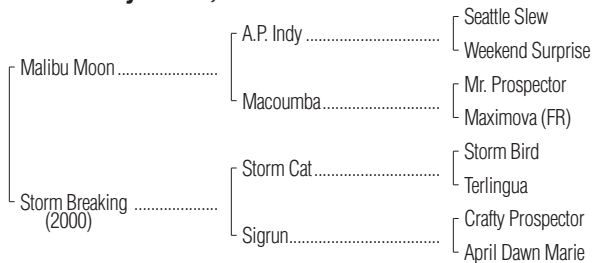 Seattle Slew
A.P. Indy
Weekend Surprise
Malibu Moon
Mr. Prospector
Macoumba
Maximova (FR)
Storm Bird
Storm Cat
Terlingua
Storm Breaking
(2000)
Crafty Prospector
Sigrun
April Dawn Marie